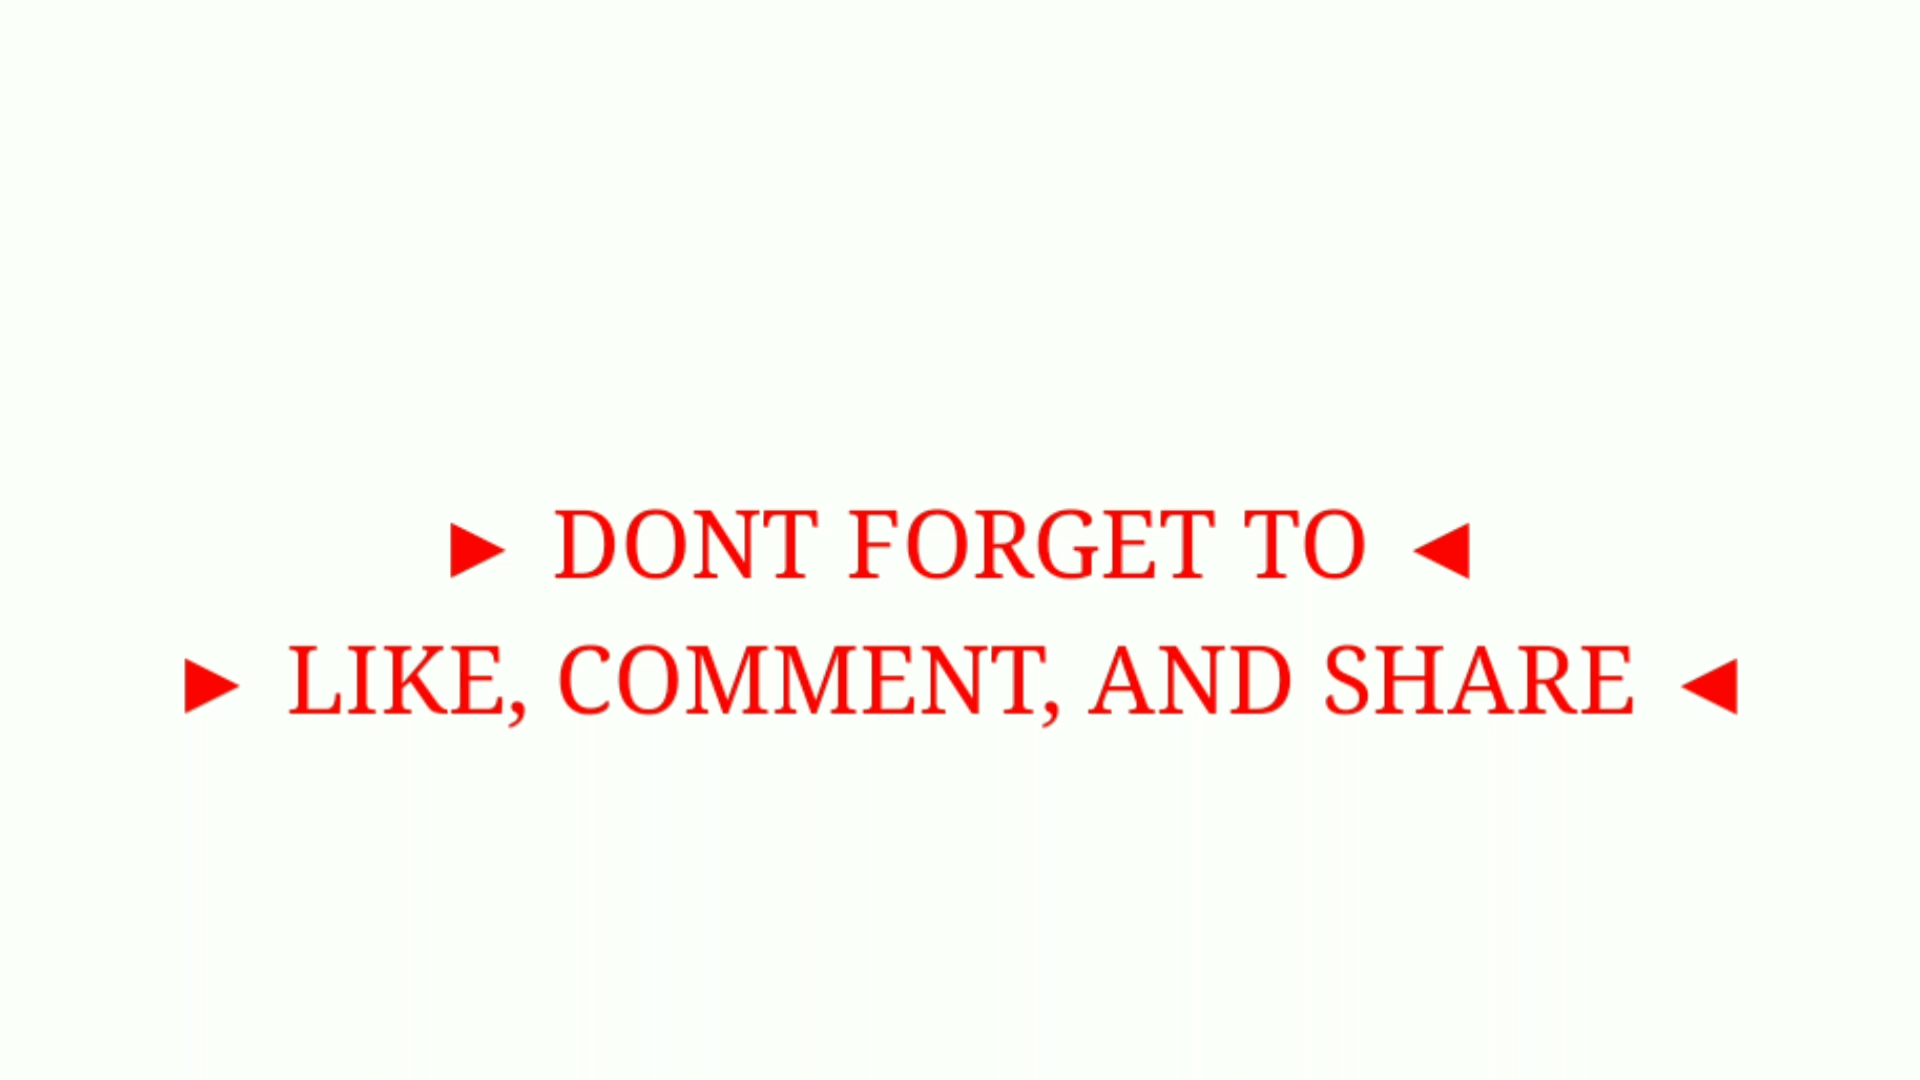 ► DONT FORGET TO ◄
► LIKE, COMMENT, AND SHARE ◄